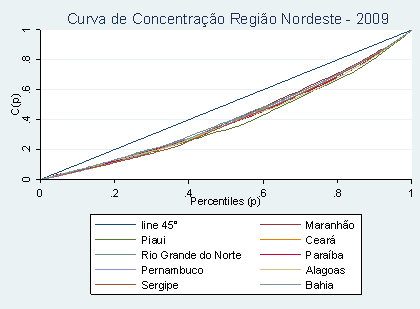 Curva de Concentração Região Nordeste - 2009
C(p)
1
.8
.6
.4
.2
0
0 .2 .4 .6 .8 1
Percentiles (p)
line 45° Maranhão
Piaui Ceará
Rio Grande do Norte Paraíba
Pernambuco Alagoas
Sergipe Bahia